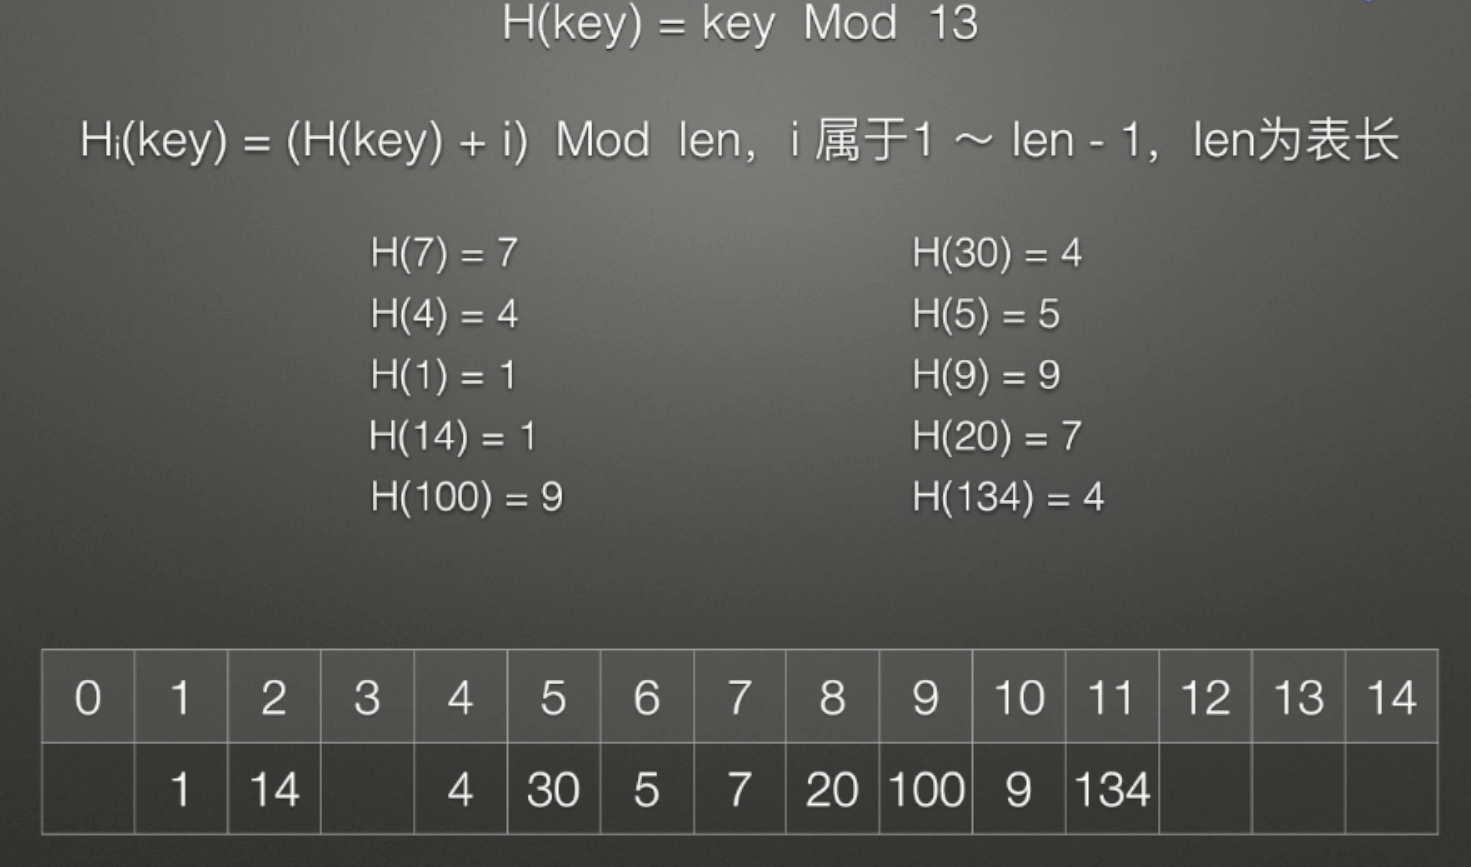 H(key) = key Mod 13
Hᵢ(key) = (H(key) + i) Mod len, i 属于1 ～ len - 1, len为表长
H(7) = 7 H(30) = 4
H(4) = 4 H(5) = 5
H(1) = 1 H(9) = 9
H(14) = 1 H(20) = 7
H(100) = 9 H(134) = 4
0 1 2 3 4 5 6 7 8 9 10 11 12 13 14
1 14 4 30 5 7 20 100 9 134